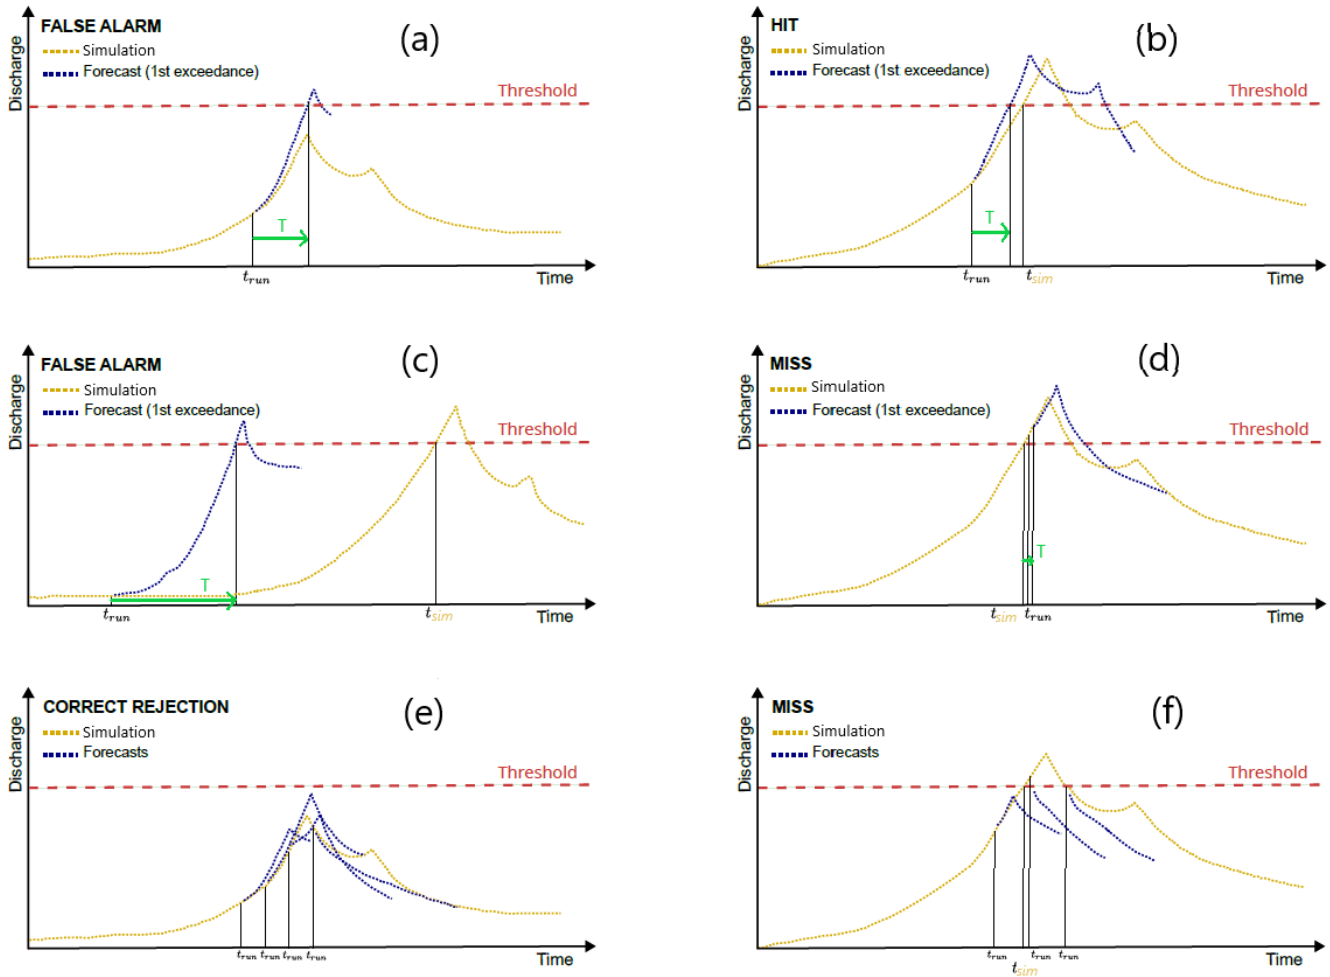 FALSE ALARM
(a)
Simulation
Forecast (1st exceedance)
Threshold
Discharge
T
t_run
Time
HIT
(b)
Simulation
Forecast (1st exceedance)
Threshold
Discharge
T
t_run
t_sim
Time
FALSE ALARM
(c)
Simulation
Forecast (1st exceedance)
Threshold
Discharge
T
t_run
t_sim
Time
MISS
(d)
Simulation
Forecast (1st exceedance)
Threshold
Discharge
T
t_sim
t_run
Time
CORRECT REJECTION
(e)
Simulation
Forecasts
Threshold
Discharge
t_run t_run t_run t_run
Time
MISS
(f)
Simulation
Forecasts
Threshold
Discharge
t_run t_run t_run
t_sim
Time